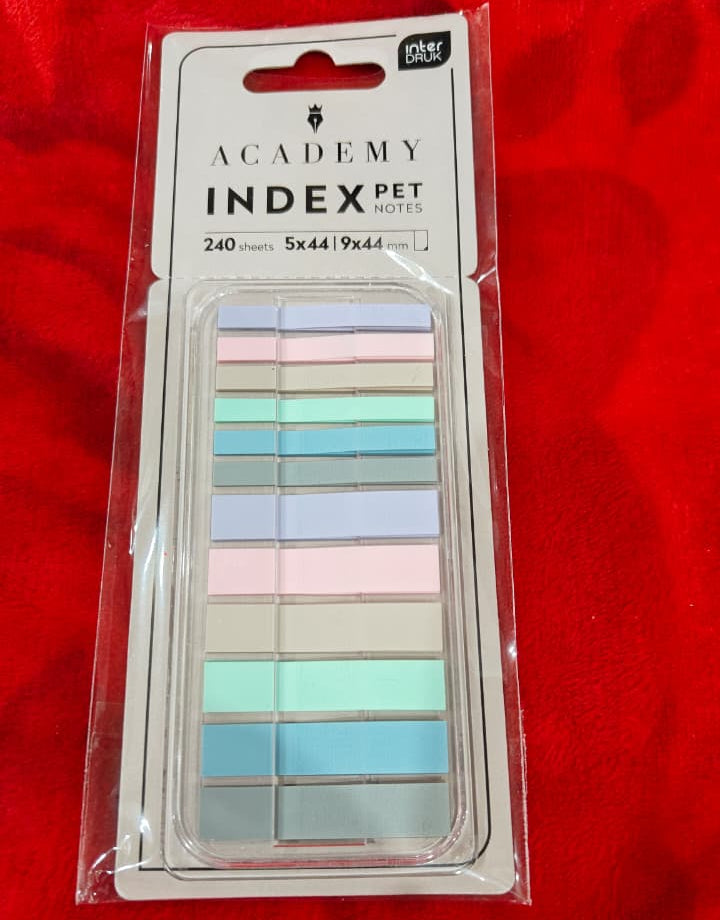 inter
DRUK
ACADEMY
INDEX PET
NOTES
240 sheets 5x44|9x44 mm